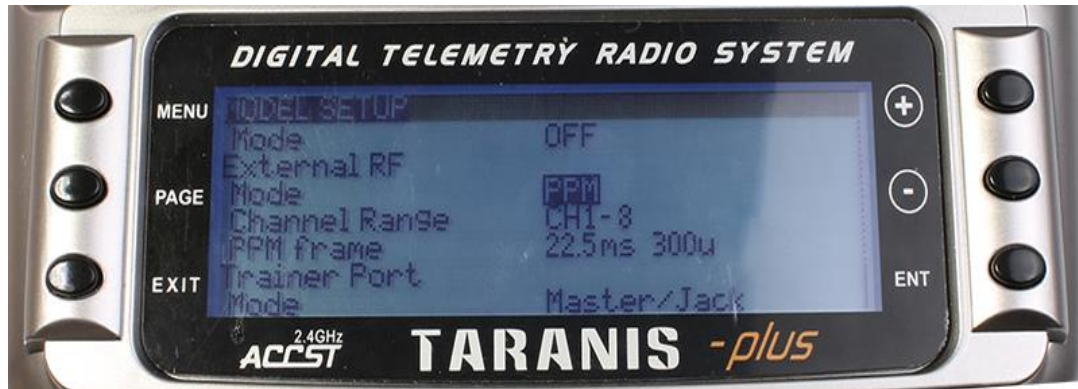 DIGITAL TELEMETRY RADIO SYSTEM
MENU
PAGE
EXIT
MODEL SETUP
Mode OFF
External RF
Mode PPM
Channel Range CH1-8
PPM frame 22.5ms 300u
Trainer Port
Mode Master/Jack
+
-
ENT
2.4GHz
ACCST
TARANIS -plus